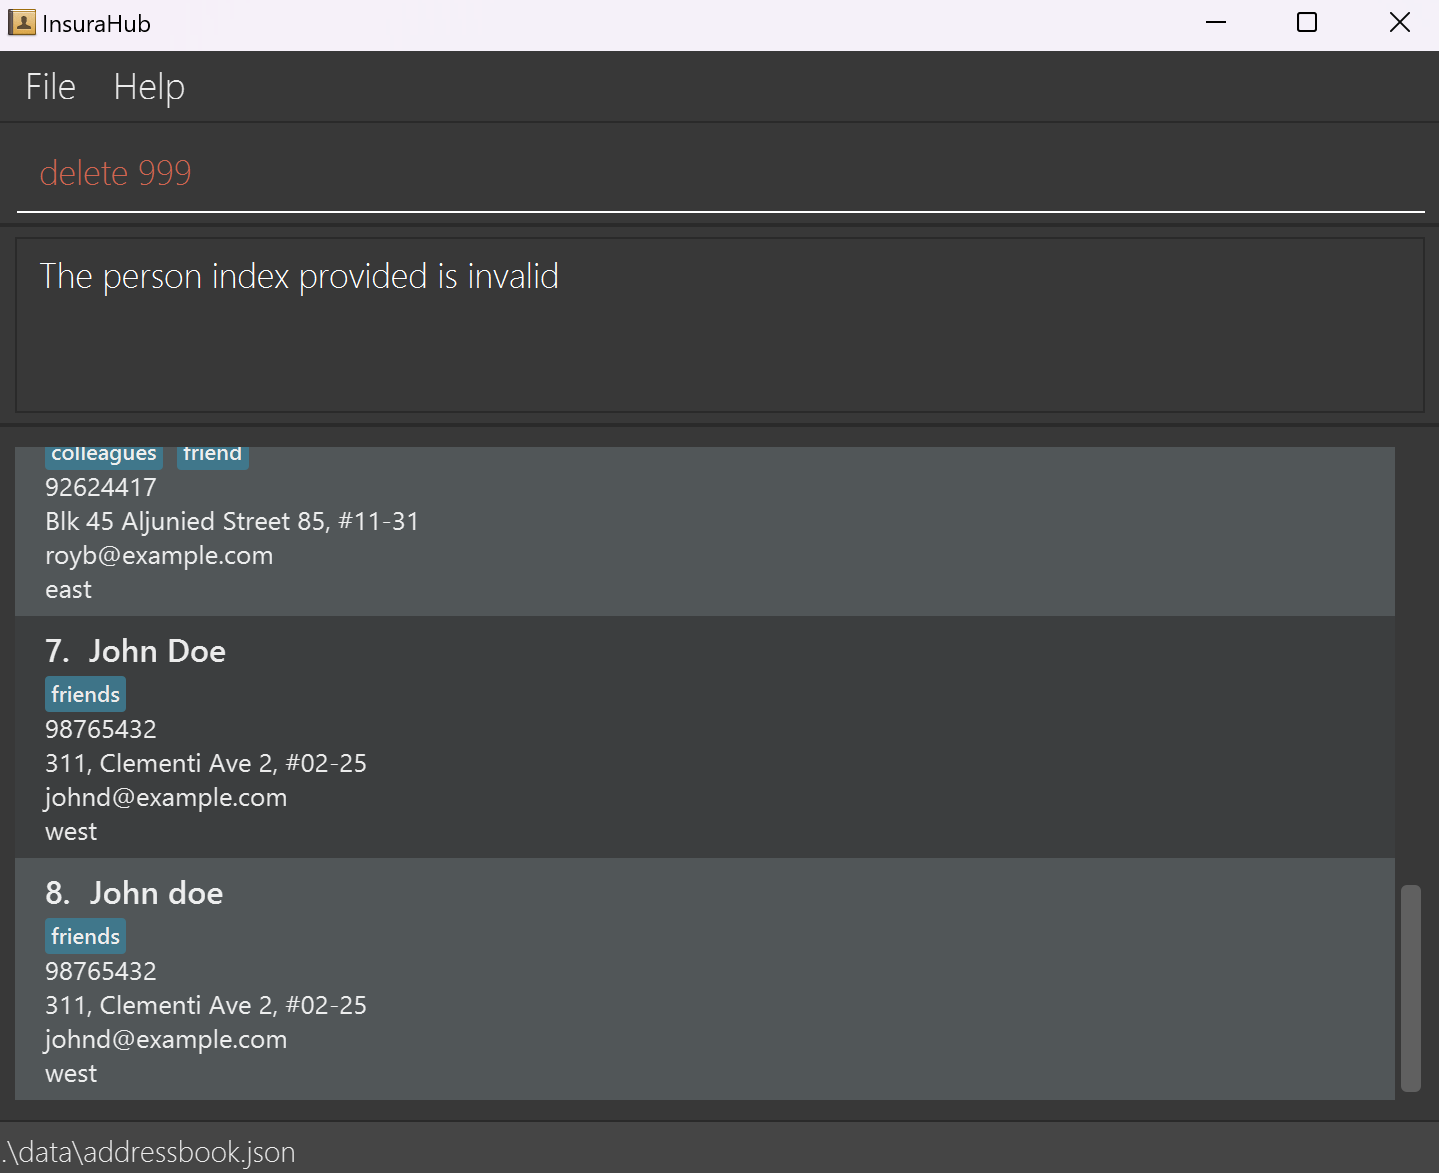 InsuraHub
File Help
delete 999
The person index provided is invalid
colleagues friend
92624417
Blk 45 Aljunied Street 85, #11-31
royb@example.com
east
7. John Doe
friends
98765432
311, Clementi Ave 2, #02-25
johnd@example.com
west
8. John doe
friends
98765432
311, Clementi Ave 2, #02-25
johnd@example.com
west
.\data\addressbook.json